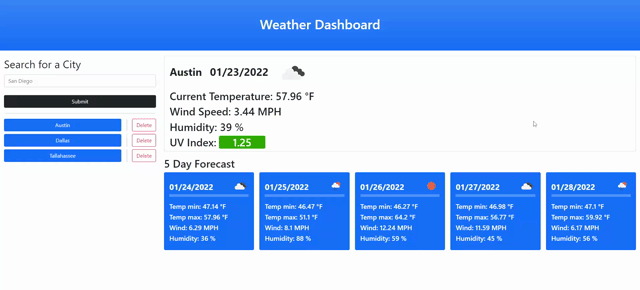 Weather Dashboard
Search for a City
San Diego
Submit
Austin Delete
Dallas Delete
Tallahassee Delete
Austin 01/23/2022
Current Temperature: 57.96 °F
Wind Speed: 3.44 MPH
Humidity: 39 %
UV Index: 1.25
5 Day Forecast
01/24/2022
Temp min: 47.14 °F
Temp max: 57.96 °F
Wind: 6.29 MPH
Humidity: 36 %
01/25/2022
Temp min: 46.47 °F
Temp max: 51.1 °F
Wind: 8.1 MPH
Humidity: 88 %
01/26/2022
Temp min: 46.27 °F
Temp max: 64.2 °F
Wind: 12.24 MPH
Humidity: 59 %
01/27/2022
Temp min: 46.98 °F
Temp max: 56.77 °F
Wind: 11.59 MPH
Humidity: 45 %
01/28/2022
Temp min: 47.1 °F
Temp max: 59.92 °F
Wind: 6.17 MPH
Humidity: 56 %